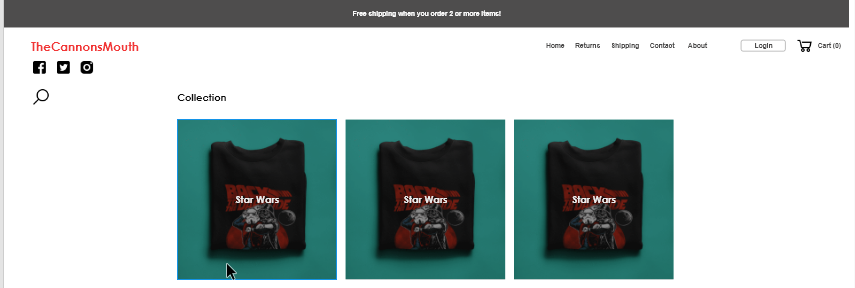 Free shipping when you order 2 or more items!
TheCannonsMouth
Home Returns Shipping Contact About Login Cart (0)
Collection
Star Wars Star Wars Star Wars